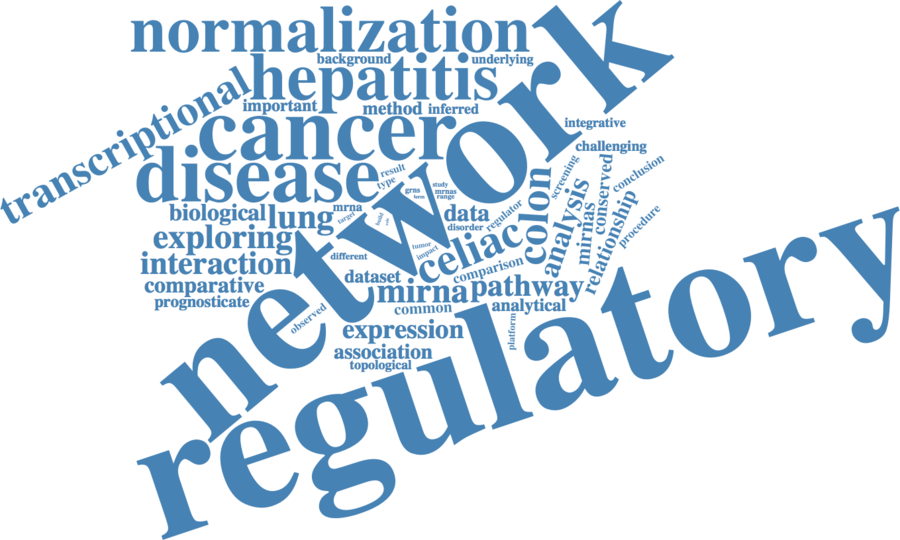 normalization
background
underlying
hepatitis
transcriptional
important
method
inferred
network
cancer
integrative
challenging
disease
result
type
grns
study
mrnas
range
term
screening
conserved
conclusion
colon
analysis
mirnas
relationship
procedure
biological
lung
mrna
target
data
disorder
regulator
exploring
tumor
impact
celiac
different
interaction
comparison
dataset
comparative
mirna
pathway
prognosticate
common
analytical
observed
expression
platform
association
topological
regulatory